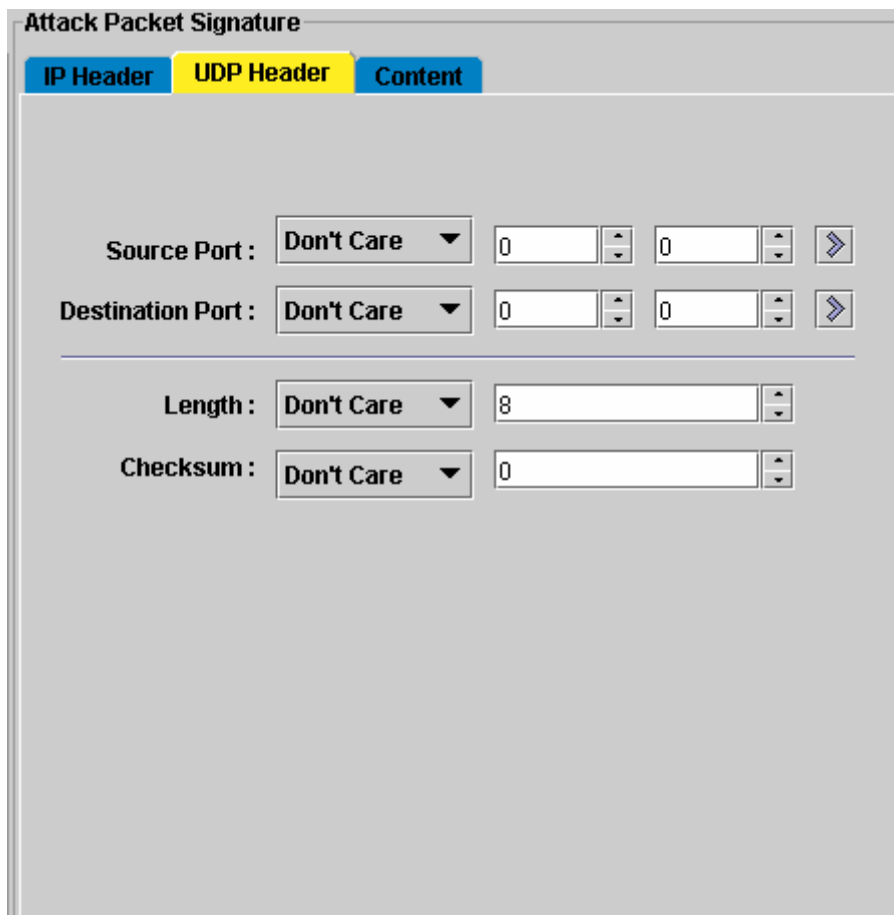 Attack Packet Signature
IP Header UDP Header Content
Source Port : Don't Care 0 0
Destination Port : Don't Care 0 0
Length : Don't Care 8
Checksum : Don't Care 0